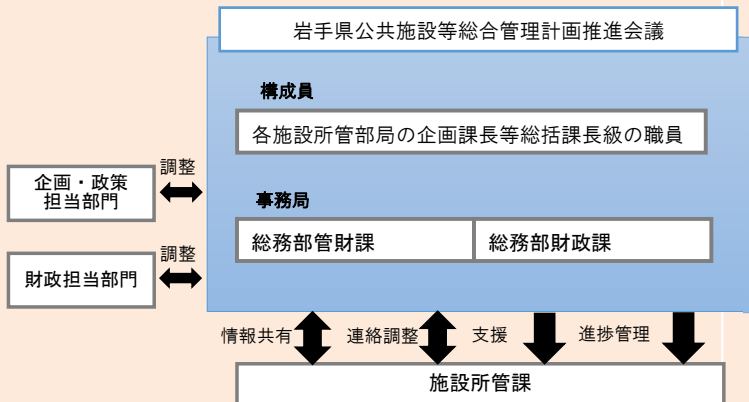 岩手県公共施設等総合管理計画推進会議
構成員
各施設所管部局の企画課長等総括課長級の職員
企画・政策
担当部門
調整
事務局
総務部管財課
総務部財政課
財政担当部門
調整
情報共有
連絡調整
支援
進捗管理
施設所管課